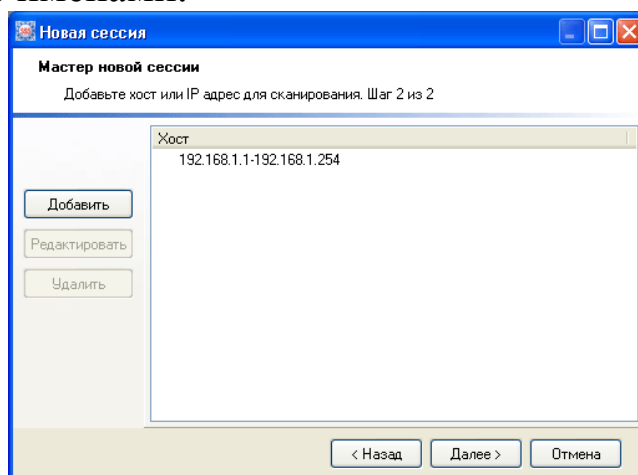 Новая сессия
Мастер новой сессии
Добавьте хост или IP адрес для сканирования. Шаг 2 из 2
Хост
192.168.1.1-192.168.1.254
Добавить
Редактировать
Удалить
< Назад Далее > Отмена